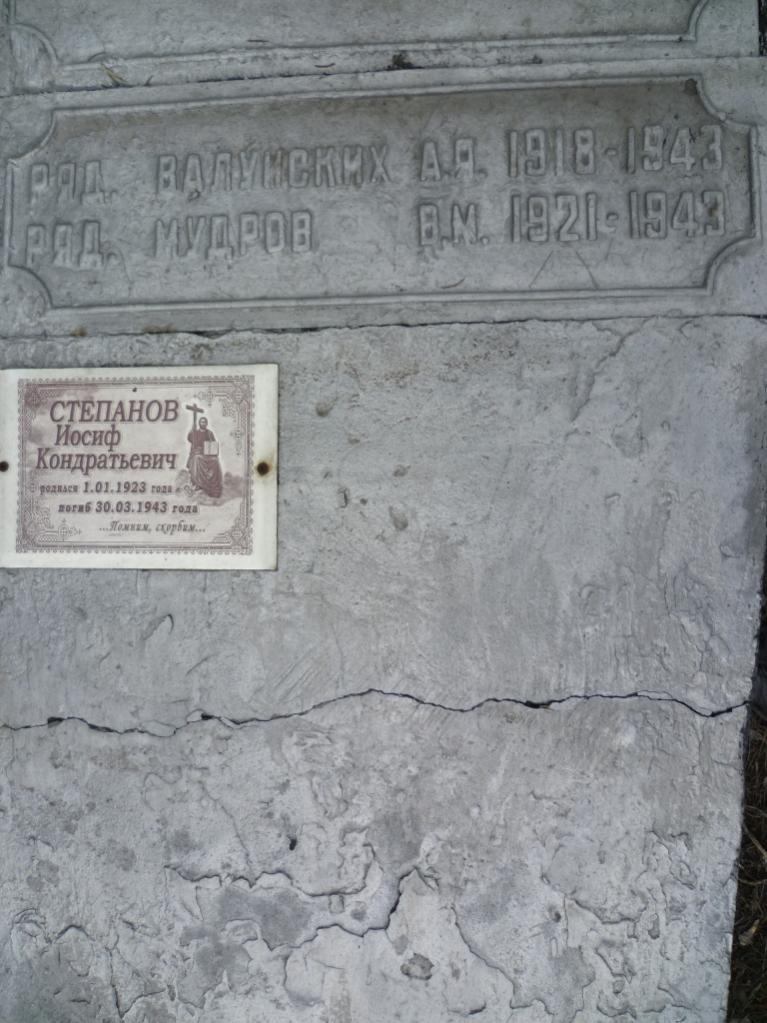 РЯД. ВАЛУИСКИХ А.Я. 1918-1943
РЯД. МУДРОВ В.М. 1921-1943
СТЕПАНОВ
Иосиф
Кондратьевич
родился 1.01.1923 года
погиб 30.03.1943 года
...Помним, скорбим...